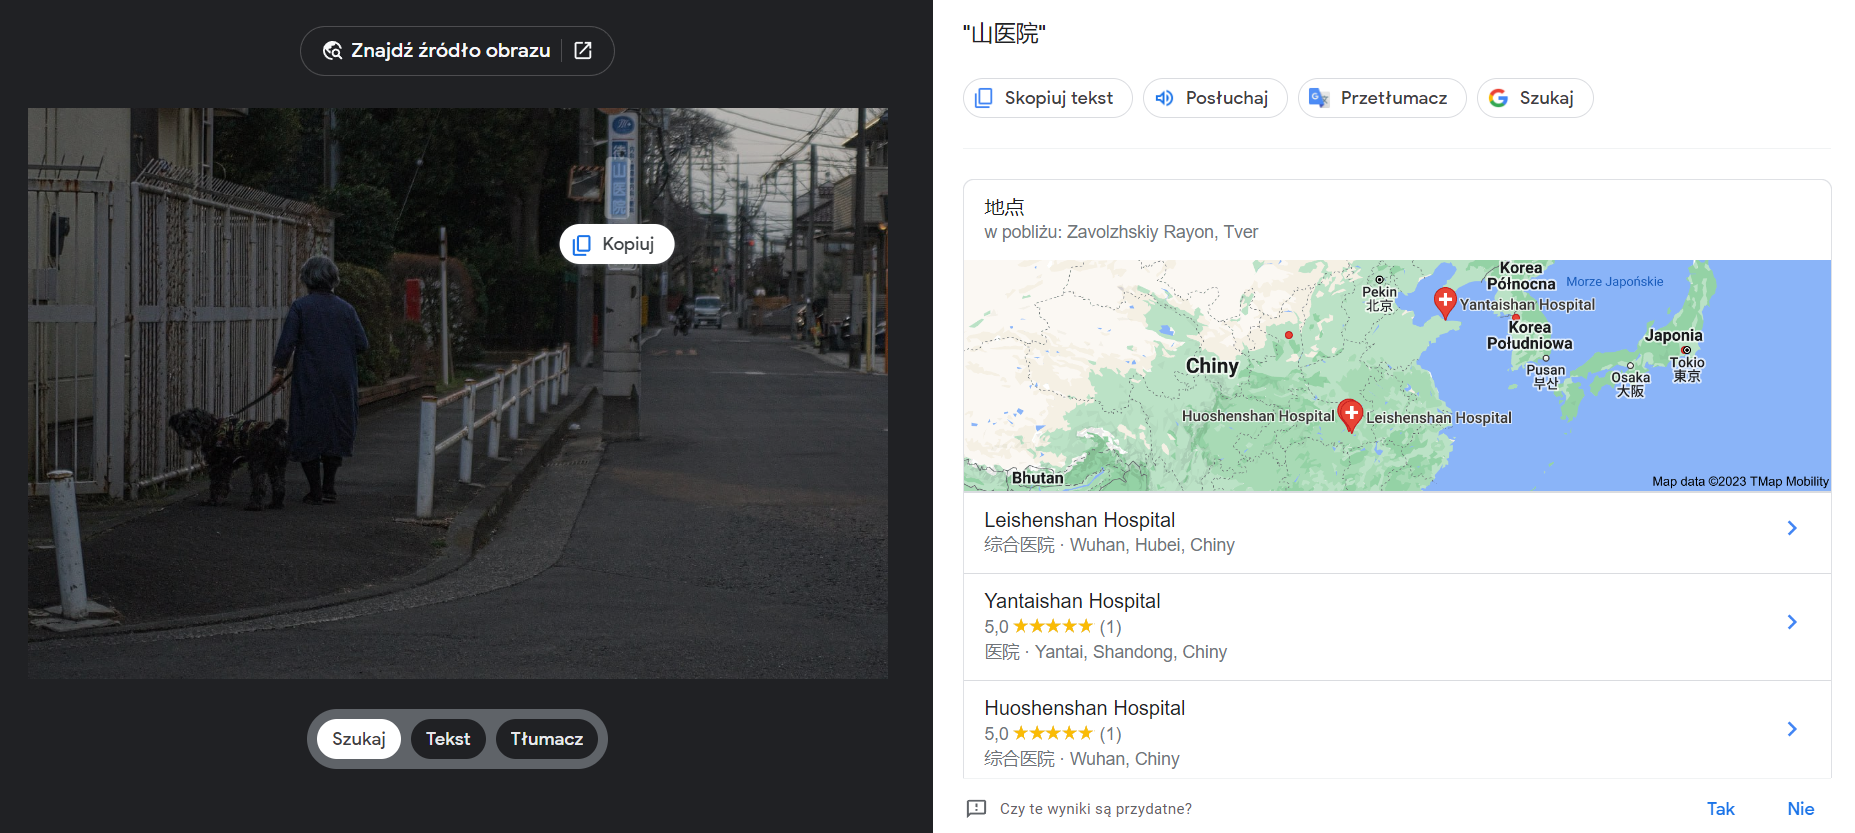 Znajdź źródło obrazu
山医院
Kopiuj
Szukaj
Tekst
Tłumacz
"山医院"
Skopiuj tekst
Posłuchaj
Przetłumacz
Szukaj
地点
w pobliżu: Zavolzhskiy Rayon, Tver
Korea
Północna
Morze Japońskie
Pekin
北京
Yantaishan Hospital
Korea
Południowa
Japonia
Chiny
Tokio
東京
Pusan
부산
Osaka
大阪
Huoshenshan Hospital
Leishenshan Hospital
Bhutan
Map data ©2023 TMap Mobility
Leishenshan Hospital
综合医院 · Wuhan, Hubei, Chiny
Yantaishan Hospital
5,0 ★★★★★ (1)
医院 · Yantai, Shandong, Chiny
Huoshenshan Hospital
5,0 ★★★★★ (1)
综合医院 · Wuhan, Chiny
Czy te wyniki są przydatne?
Tak
Nie